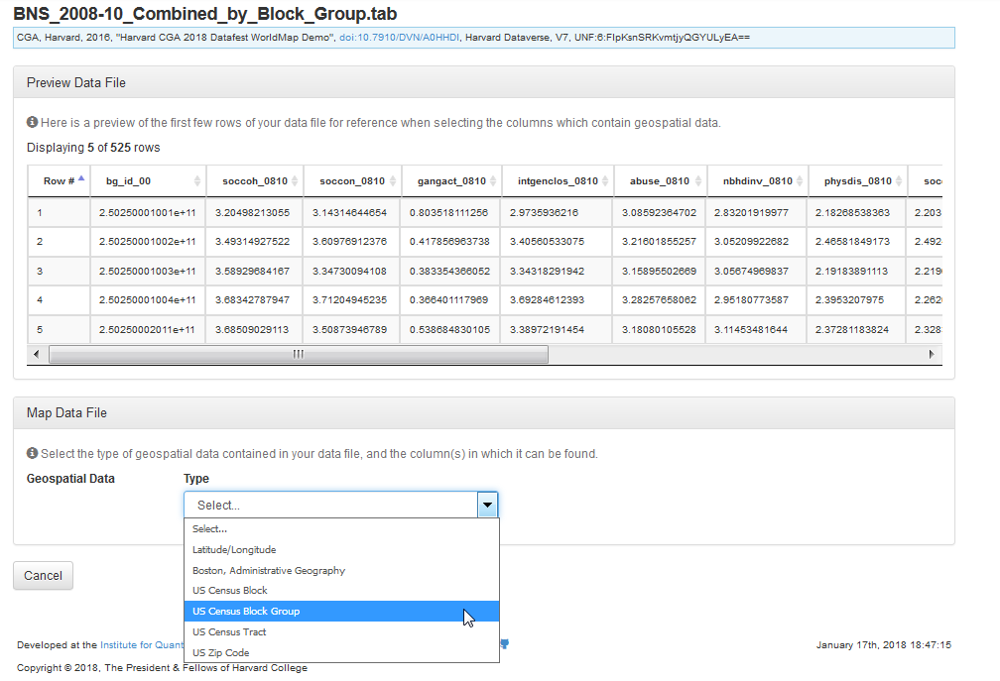 BNS_2008-10_Combined_by_Block_Group.tab
CGA, Harvard, 2016, "Harvard CGA 2018 Datafest WorldMap Demo", doi:10.7910/DVN/A0HHDI, Harvard Dataverse, V7, UNF:6:FIpKsnSRKvmtjyQGYULyEA==
Preview Data File
Here is a preview of the first few rows of your data file for reference when selecting the columns which contain geospatial data.
Displaying 5 of 525 rows
Row # bg_id_00 soccoh_0810 soccon_0810 gangact_0810 intgenclos_0810 abuse_0810 nbhdinv_0810 physdis_0810 soc
1 2.50250001001e+11 3.20498213055 3.14314644654 0.803518111256 2.9735936216 3.08592364702 2.83201919977 2.18268538363 2.203
2 2.50250001002e+11 3.49314927522 3.60976912376 0.417856963738 3.40560533075 3.21601855257 3.05209922682 2.46581849173 2.492
3 2.50250001003e+11 3.58929684167 3.34730094108 0.383354366052 3.34318291942 3.15895502669 3.05674969837 2.19183891113 2.219
4 2.50250001004e+11 3.68342787947 3.71204945235 0.366401117969 3.69284612393 3.28257658062 2.95180773587 2.3953207975 2.262
5 2.50250002011e+11 3.68509029113 3.50873946789 0.538684830105 3.38972191454 3.18080105528 3.11453481644 2.37281183824 2.328
Map Data File
Select the type of geospatial data contained in your data file, and the column(s) in which it can be found.
Geospatial Data Type
Select...
Select...
Latitude/Longitude
Boston, Administrative Geography
Cancel
US Census Block
US Census Block Group
US Census Tract
Developed at the Institute for Quant January 17th, 2018 18:47:15
US Zip Code
Copyright © 2018, The President & Fellows of Harvard College